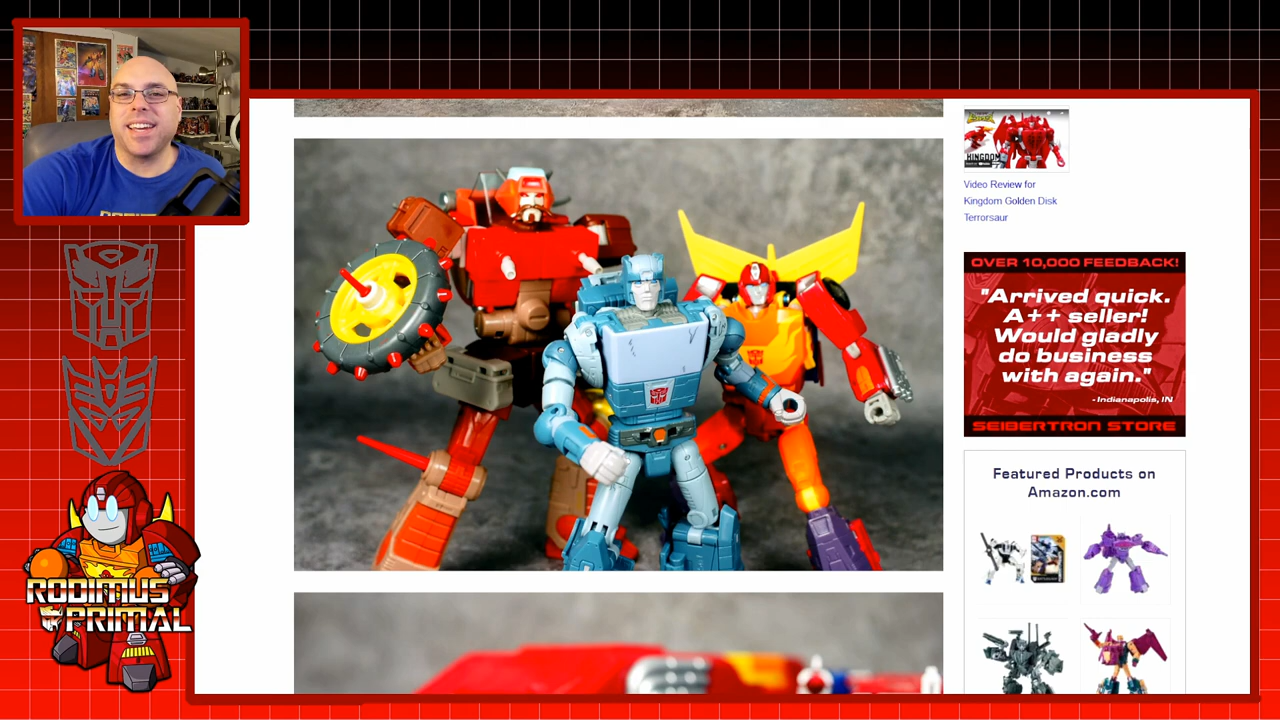 KINGDOM
Video Review for
Kingdom Golden Disk
Terrorsaur
OVER 10,000 FEEDBACK!
"Arrived quick.
A++ seller!
Would gladly
do business
with again."
- Indianapolis, IN
SEIBERTRON STORE
Featured Products on
Amazon.com
RODIMUS
PRIMAL